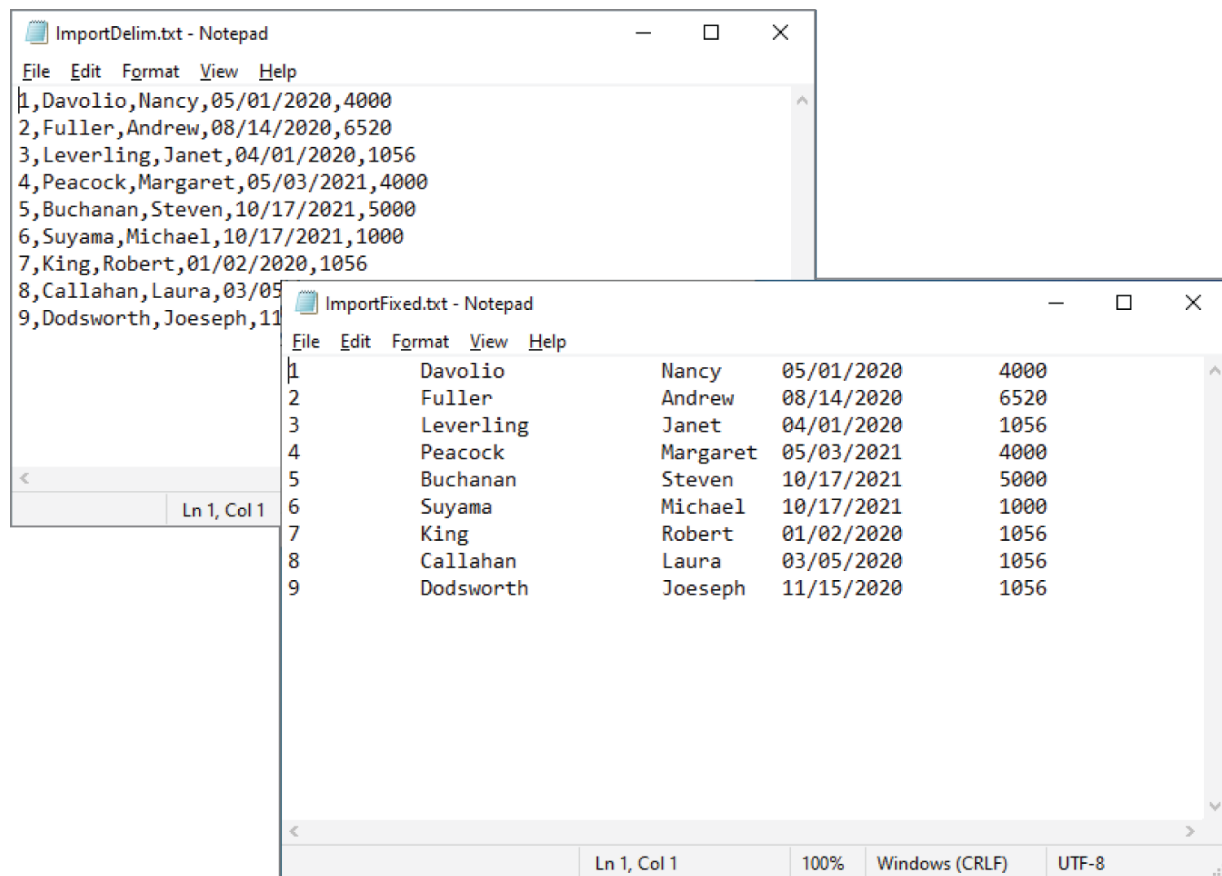 ImportDelim.txt - Notepad
File Edit Format View Help
1,Davolio,Nancy,05/01/2020,4000
2,Fuller,Andrew,08/14/2020,6520
3,Leverling,Janet,04/01/2020,1056
4,Peacock,Margaret,05/03/2021,4000
5,Buchanan,Steven,10/17/2021,5000
6,Suyama,Michael,10/17/2021,1000
7,King,Robert,01/02/2020,1056
8,Callahan,Laura,03/05
9,Dodsworth,Joeseph,11
Ln 1, Col 1
ImportFixed.txt - Notepad
File Edit Format View Help
1 Davolio Nancy 05/01/2020 4000
2 Fuller Andrew 08/14/2020 6520
3 Leverling Janet 04/01/2020 1056
4 Peacock Margaret 05/03/2021 4000
5 Buchanan Steven 10/17/2021 5000
6 Suyama Michael 10/17/2021 1000
7 King Robert 01/02/2020 1056
8 Callahan Laura 03/05/2020 1056
9 Dodsworth Joeseph 11/15/2020 1056
Ln 1, Col 1 100% Windows (CRLF) UTF-8